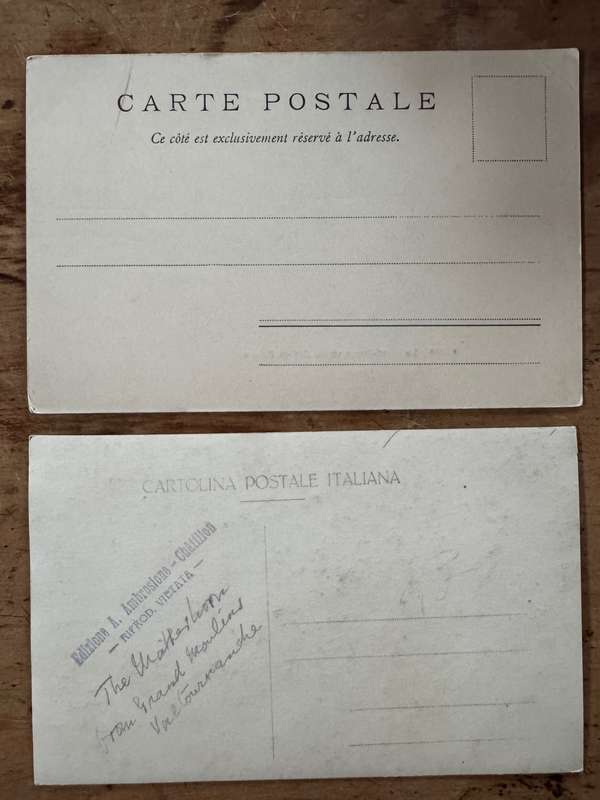 CARTE POSTALE
Ce côté est exclusivement réservé à l'adresse.
CARTOLINA POSTALE ITALIANA
Edizione A. Ambrosione - Châtillon
- RIPROD. VIETATA -
The Matterhorn
from Grand Moulins
Valtournanche